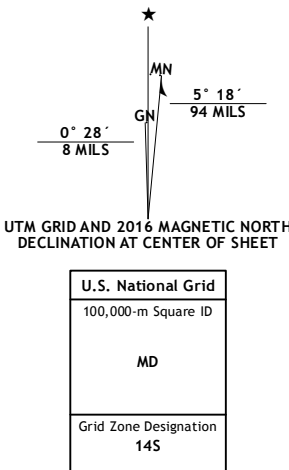 ★
MN
5° 18´
94 MILS
GN
0° 28´
8 MILS
UTM GRID AND 2016 MAGNETIC NORTH
DECLINATION AT CENTER OF SHEET
U.S. National Grid
100,000-m Square ID
MD
Grid Zone Designation
14S